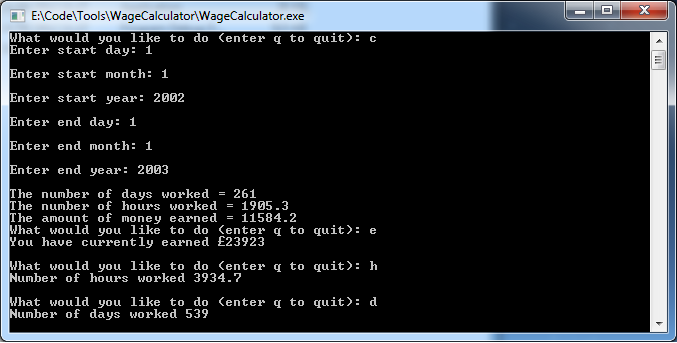 E:\Code\Tools\WageCalculator\WageCalculator.exe
What would you like to do (enter q to quit): c
Enter start day: 1
Enter start month: 1
Enter start year: 2002
Enter end day: 1
Enter end month: 1
Enter end year: 2003
The number of days worked = 261
The number of hours worked = 1905.3
The amount of money earned = 11584.2
What would you like to do (enter q to quit): e
You have currently earned £23923
What would you like to do (enter q to quit): h
Number of hours worked 3934.7
What would you like to do (enter q to quit): d
Number of days worked 539